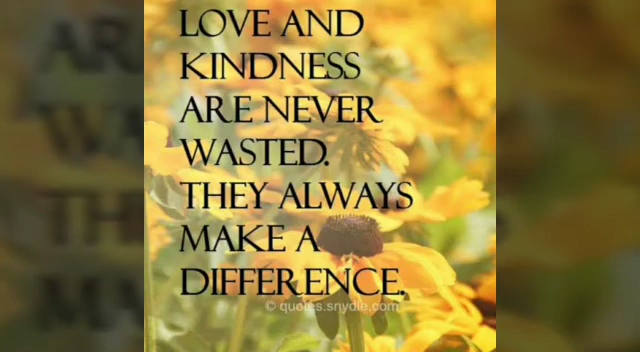 LOVE AND
KINDNESS
ARE NEVER
WASTED.
THEY ALWAYS
MAKE A
DIFFERENCE.
© quotes.snydle.com